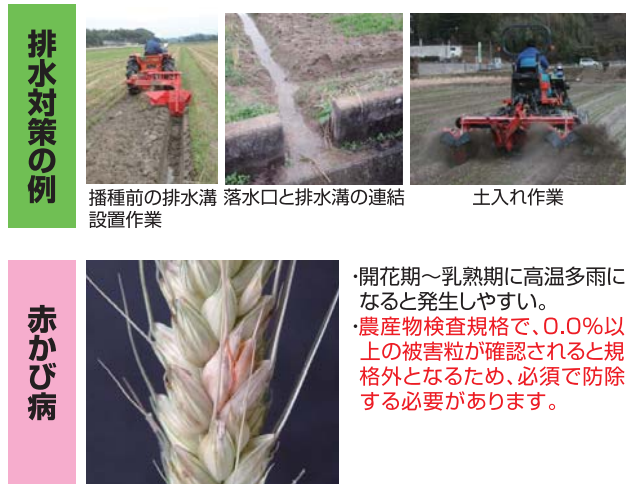 排水対策の例
播種前の排水溝
設置作業
落水口と排水溝の連結
土入れ作業
赤かび病
・開花期～乳熟期に高温多雨に
なると発生しやすい。
・農産物検査規格で、0.0%以
上の被害粒が確認されると規
格外となるため、必須で防除
する必要があります。